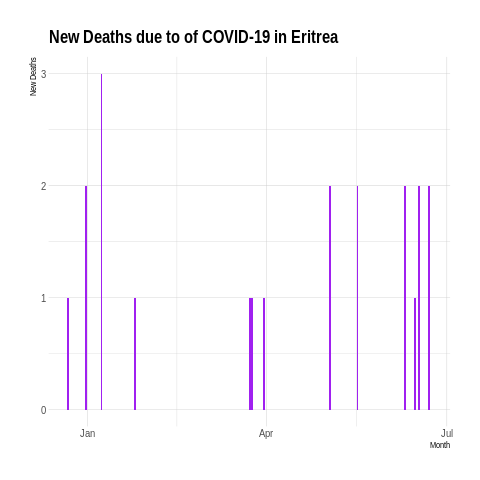 New Deaths due to of COVID-19 in Eritrea
New Deaths
3
2
1
0
Jan
Apr
Jul
Month